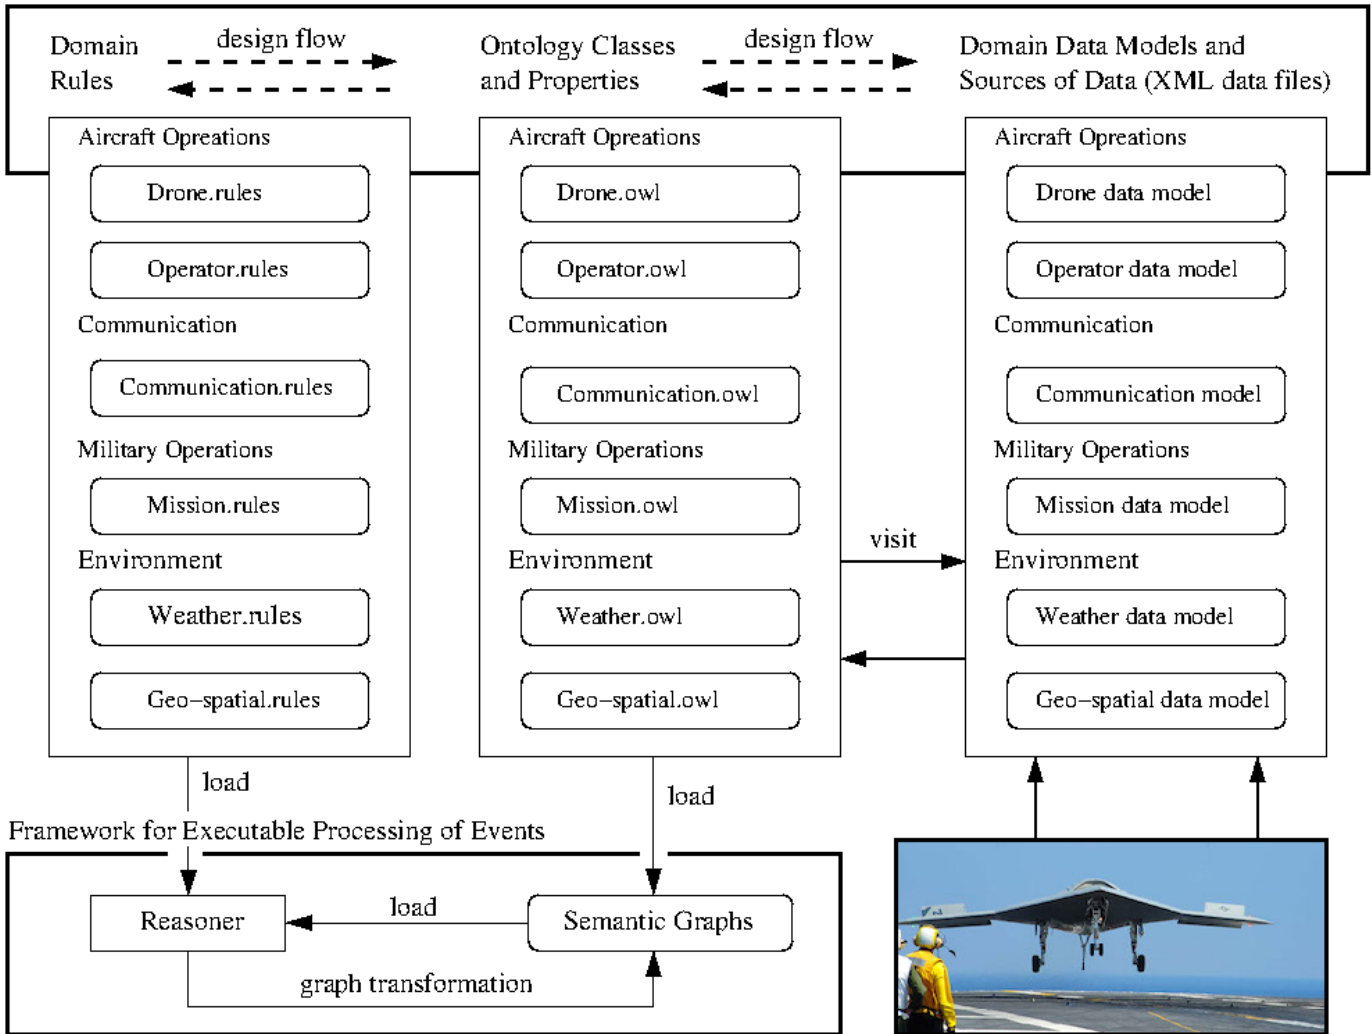 Domain
Rules
design flow
Ontology Classes
and Properties
design flow
Domain Data Models and
Sources of Data (XML data files)
Aircraft Opreations
Drone.rules
Operator.rules
Communication
Communication.rules
Military Operations
Mission.rules
Environment
Weather.rules
Geo-spatial.rules
Aircraft Opreations
Drone.owl
Operator.owl
Communication
Communication.owl
Military Operations
Mission.owl
Environment
Weather.owl
Geo-spatial.owl
visit
Aircraft Opreations
Drone data model
Operator data model
Communication
Communication model
Military Operations
Mission data model
Environment
Weather data model
Geo-spatial data model
load
load
Framework for Executable Processing of Events
Reasoner
load
Semantic Graphs
graph transformation